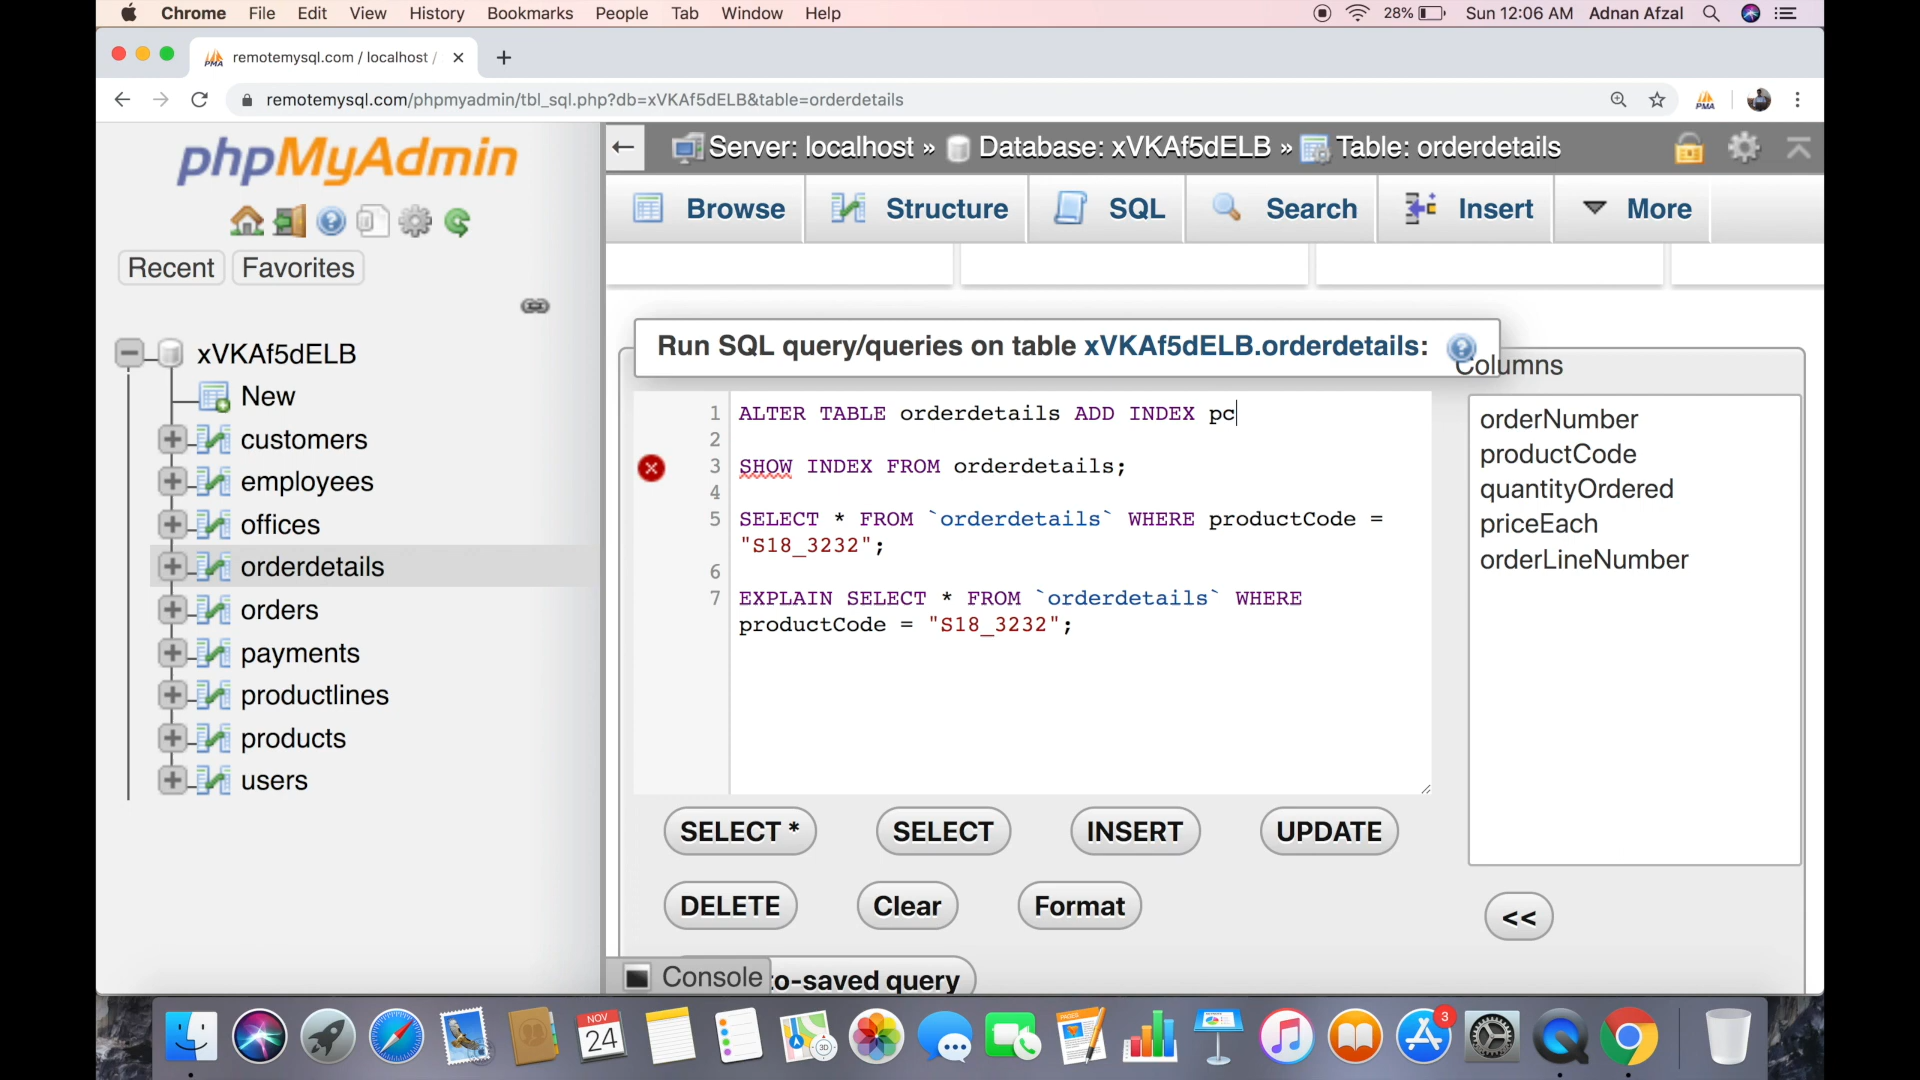 Chrome File Edit View History Bookmarks People Tab Window Help 28% Sun 12:06 AM Adnan Afzal
remotemysql.com / localhost /
remotemysql.com/phpmyadmin/tbl_sql.php?db=xVKAf5dELB&table=orderdetails
phpMyAdmin
Recent Favorites
xVKAf5dELB
New
customers
employees
offices
orderdetails
orders
payments
productlines
products
users
Server: localhost » Database: xVKAf5dELB » Table: orderdetails
Browse Structure SQL Search Insert More
Run SQL query/queries on table xVKAf5dELB.orderdetails:
1 ALTER TABLE orderdetails ADD INDEX pc
2
3 SHOW INDEX FROM orderdetails;
4
5 SELECT * FROM `orderdetails` WHERE productCode =
"S18_3232";
6
7 EXPLAIN SELECT * FROM `orderdetails` WHERE
productCode = "S18_3232";
Columns
orderNumber
productCode
quantityOrdered
priceEach
orderLineNumber
SELECT * SELECT INSERT UPDATE
DELETE Clear Format
<<
Console to-saved query
NOV
24
3